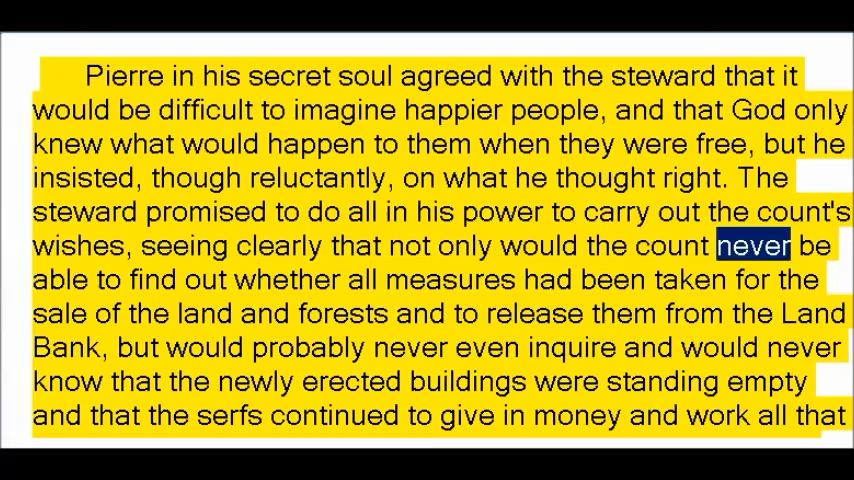 Pierre in his secret soul agreed with the steward that it
would be difficult to imagine happier people, and that God only
knew what would happen to them when they were free, but he
insisted, though reluctantly, on what he thought right. The
steward promised to do all in his power to carry out the count's
wishes, seeing clearly that not only would the count never be
able to find out whether all measures had been taken for the
sale of the land and forests and to release them from the Land
Bank, but would probably never even inquire and would never
know that the newly erected buildings were standing empty
and that the serfs continued to give in money and work all that